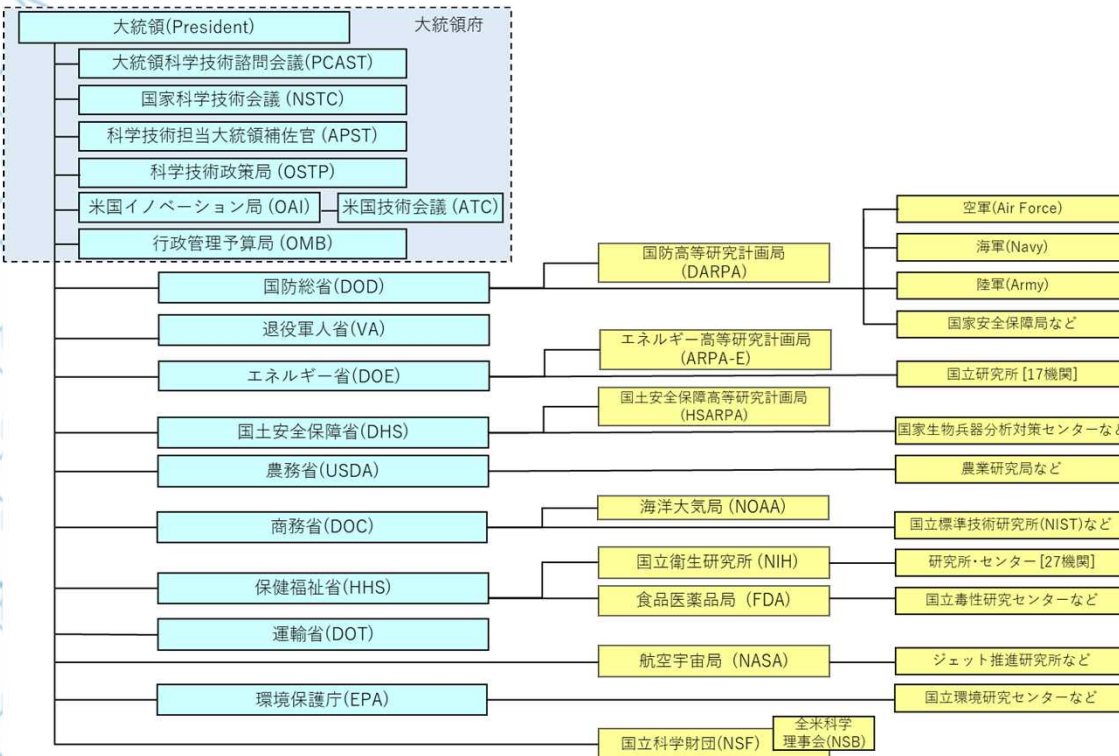 大統領(President)
大統領府
大統領科学技術諮問会議(PCAST)
国家科学技術会議 (NSTC)
科学技術担当大統領補佐官 (APST)
科学技術政策局 (OSTP)
米国イノベーション局 (OAI)
米国技術会議 (ATC)
行政管理予算局 (OMB)
空軍(Air Force)
海軍(Navy)
国防高等研究計画局
(DARPA)
国防総省(DOD)
陸軍(Army)
国家安全保障局など
退役軍人省(VA)
エネルギー高等研究計画局
(ARPA-E)
エネルギー省(DOE)
国立研究所 [17機関]
国土安全保障高等研究計画局
(HSARPA)
国土安全保障省(DHS)
国家生物兵器分析対策センターなど
農務省(USDA)
農業研究局など
海洋大気局 (NOAA)
商務省(DOC)
国立標準技術研究所(NIST)など
国立衛生研究所 (NIH)
研究所・センター [27機関]
保健福祉省(HHS)
食品医薬品局 (FDA)
国立毒性研究センターなど
運輸省(DOT)
航空宇宙局 (NASA)
ジェット推進研究所など
環境保護庁(EPA)
国立環境研究センターなど
国立科学財団(NSF)
全米科学
理事会(NSB)